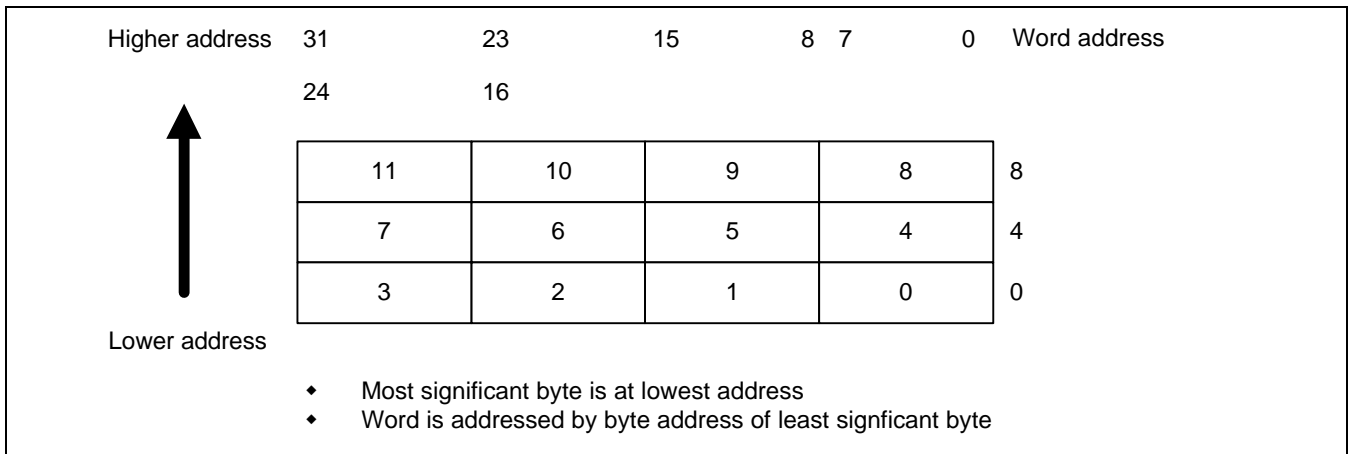 Higher address 31 23 15 8 7 0 Word address
24 16
11 10 9 8 8
7 6 5 4 4
3 2 1 0 0
Lower address
◆ Most significant byte is at lowest address
◆ Word is addressed by byte address of least signficant byte